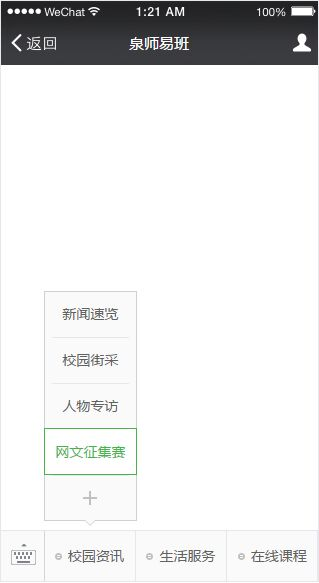 WeChat 1:21 AM 100%
返回 泉师易班
新闻速览
校园街采
人物专访
网文征集赛
+
校园资讯 生活服务 在线课程